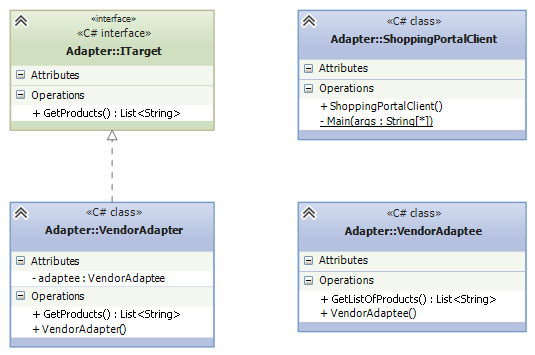 «interface»
«C# interface»
Adapter::ITarget
Attributes
Operations
+ GetProducts() : List<String>
«C# class»
Adapter::ShoppingPortalClient
Attributes
Operations
+ ShoppingPortalClient()
- Main(args : String[*])
«C# class»
Adapter::VendorAdapter
Attributes
- adaptee : VendorAdaptee
Operations
+ GetProducts() : List<String>
+ VendorAdapter()
«C# class»
Adapter::VendorAdaptee
Attributes
Operations
+ GetListOfProducts() : List<String>
+ VendorAdaptee()